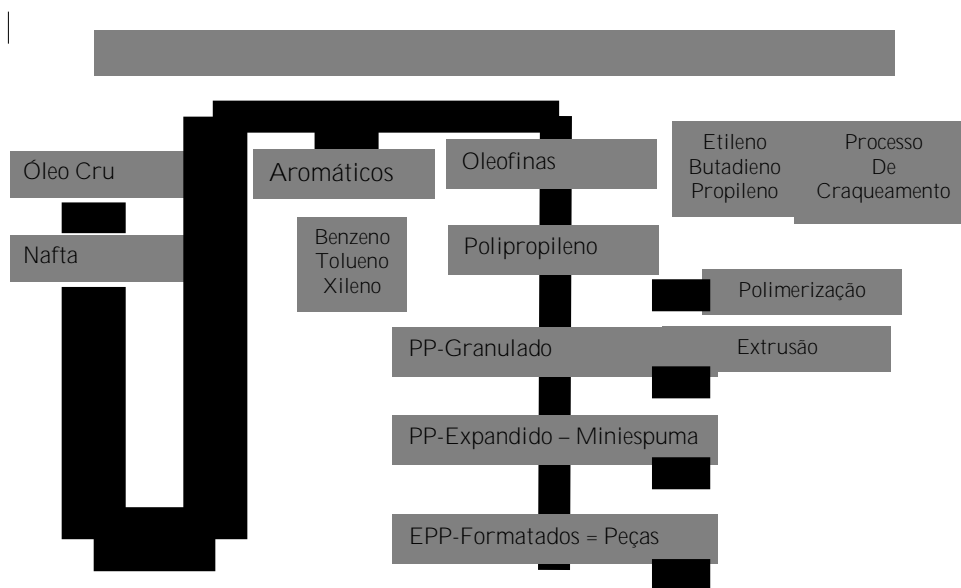 Óleo Cru
Nafta
Aromáticos
Benzeno
Tolueno
Xileno
Oleofinas
Etileno
Butadieno
Propileno
Processo
De
Craqueamento
Polipropileno
Polimerização
PP-Granulado
Extrusão
PP-Expandido – Miniespuma
EPP-Formatados = Peças